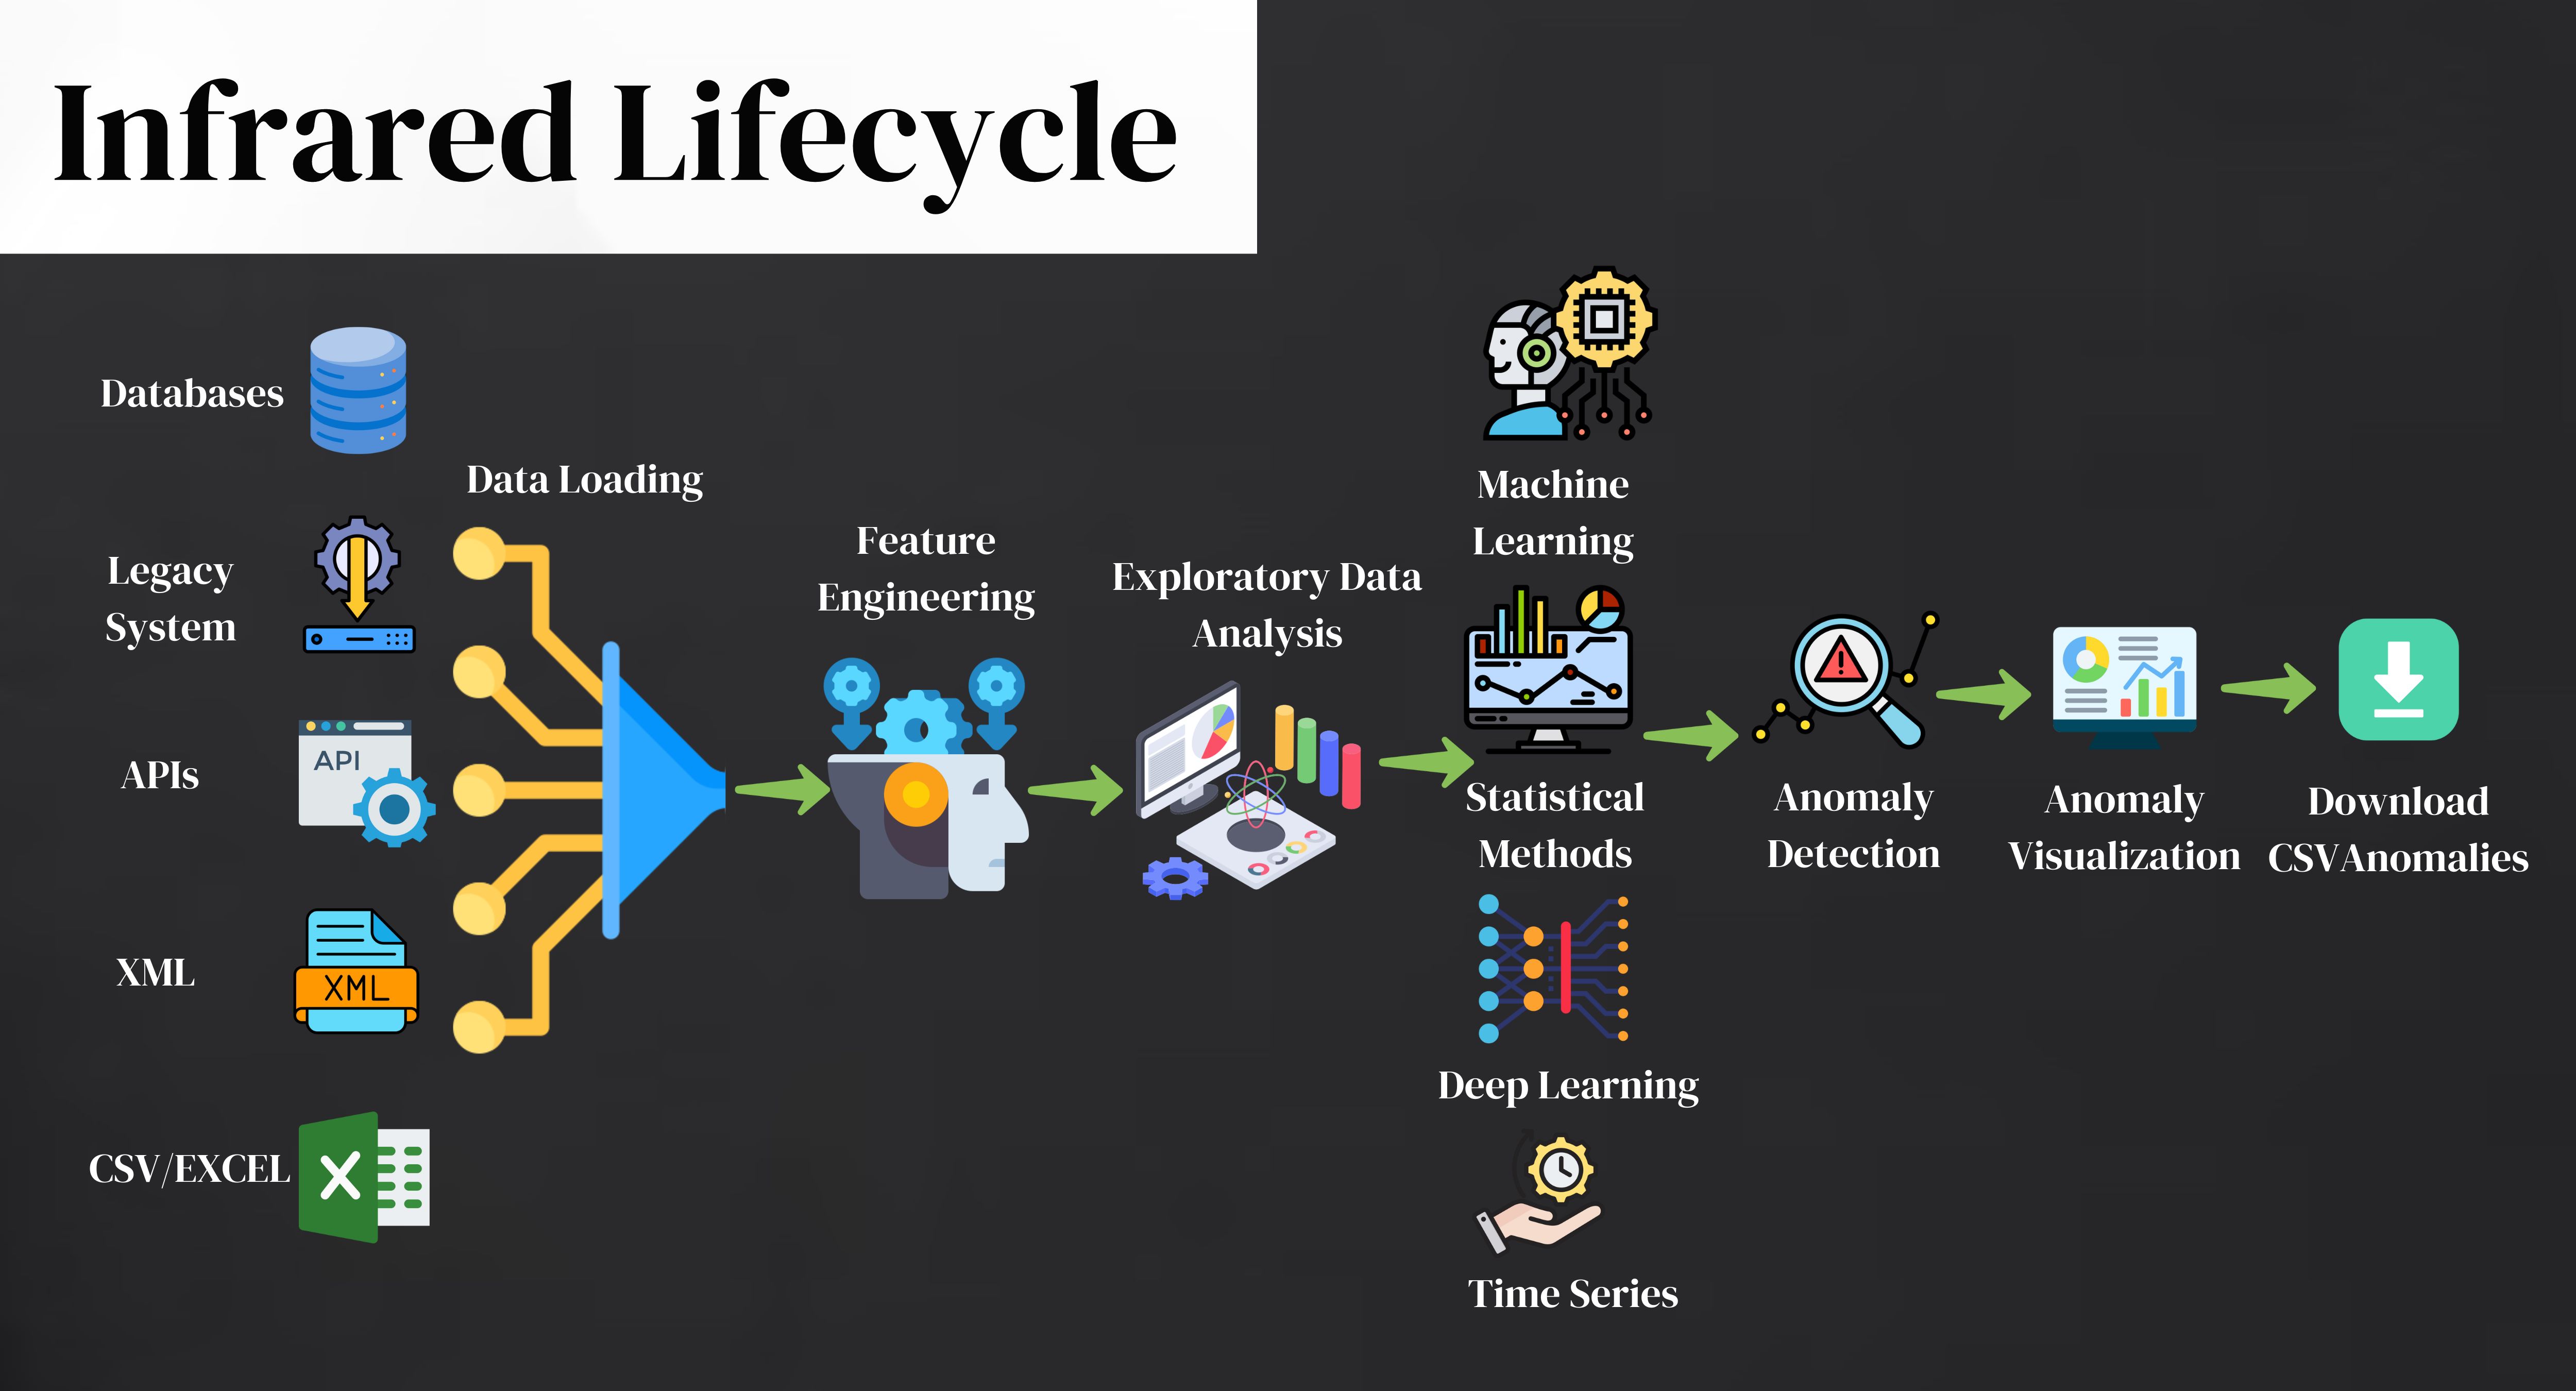 Infrared Lifecycle
Databases
Legacy
System
APIs
API
XML
XML
CSV/EXCEL
X
Data Loading
Feature
Engineering
Exploratory Data
Analysis
Machine
Learning
Statistical
Methods
Deep Learning
Time Series
Anomaly
Detection
Anomaly
Visualization
Download
CSVAnomalies